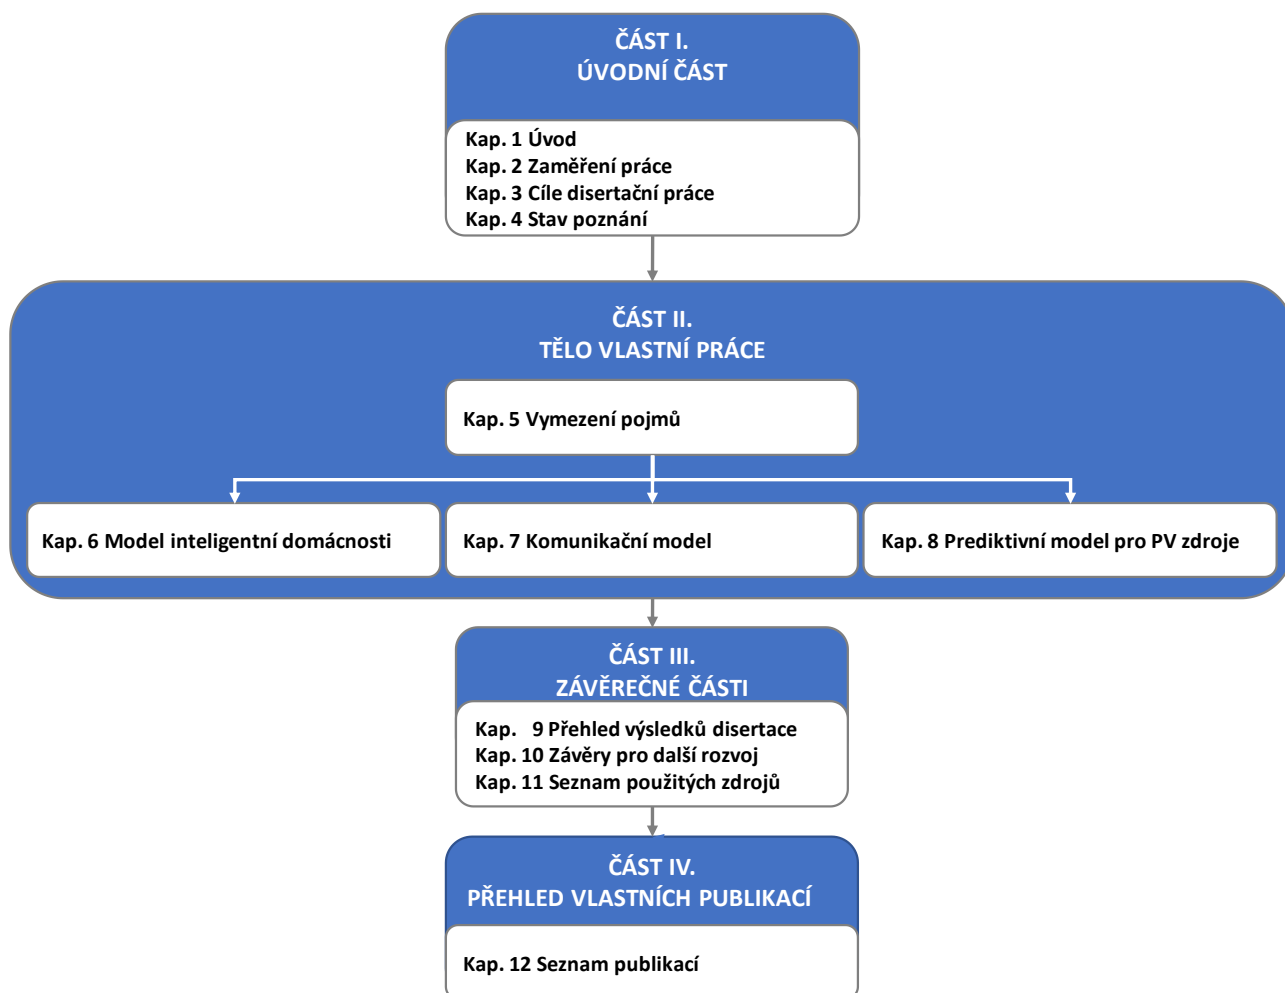 ČÁST I.
ÚVODNÍ ČÁST
Kap. 1 Úvod
Kap. 2 Zaměření práce
Kap. 3 Cíle disertační práce
Kap. 4 Stav poznání
ČÁST II.
TĚLO VLASTNÍ PRÁCE
Kap. 5 Vymezení pojmů
Kap. 6 Model inteligentní domácnosti
Kap. 7 Komunikační model
Kap. 8 Prediktivní model pro PV zdroje
ČÁST III.
ZÁVĚREČNÉ ČÁSTI
Kap.   9 Přehled výsledků disertace
Kap. 10 Závěry pro další rozvoj
Kap. 11 Seznam použitých zdrojů
ČÁST IV.
PŘEHLED VLASTNÍCH PUBLIKACÍ
Kap. 12 Seznam publikací